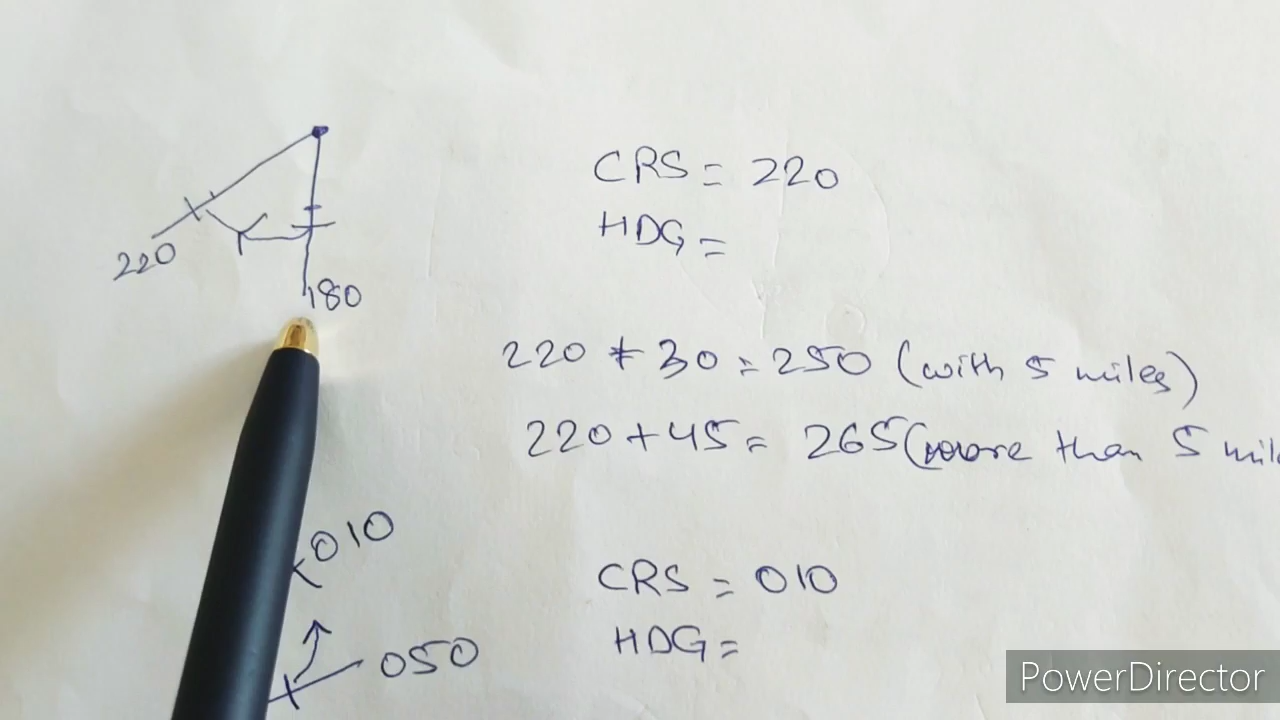 CRS = 220
HDG =
220
180
220 + 30 = 250 (with 5 miles)
220 + 45 = 265 (more than 5
010
CRS = 010
HDG =
050
PowerDirector